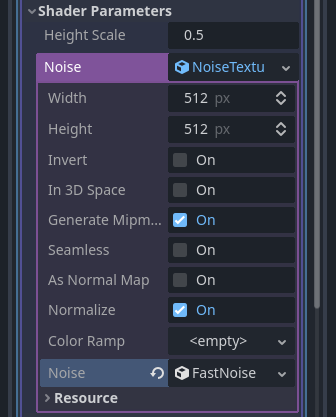 Shader Parameters
Height Scale 0.5
Noise NoiseTextu
Width 512 px
Height 512 px
Invert On
In 3D Space On
Generate Mipm... On
Seamless On
As Normal Map On
Normalize On
Color Ramp <empty>
Noise FastNoise
Resource